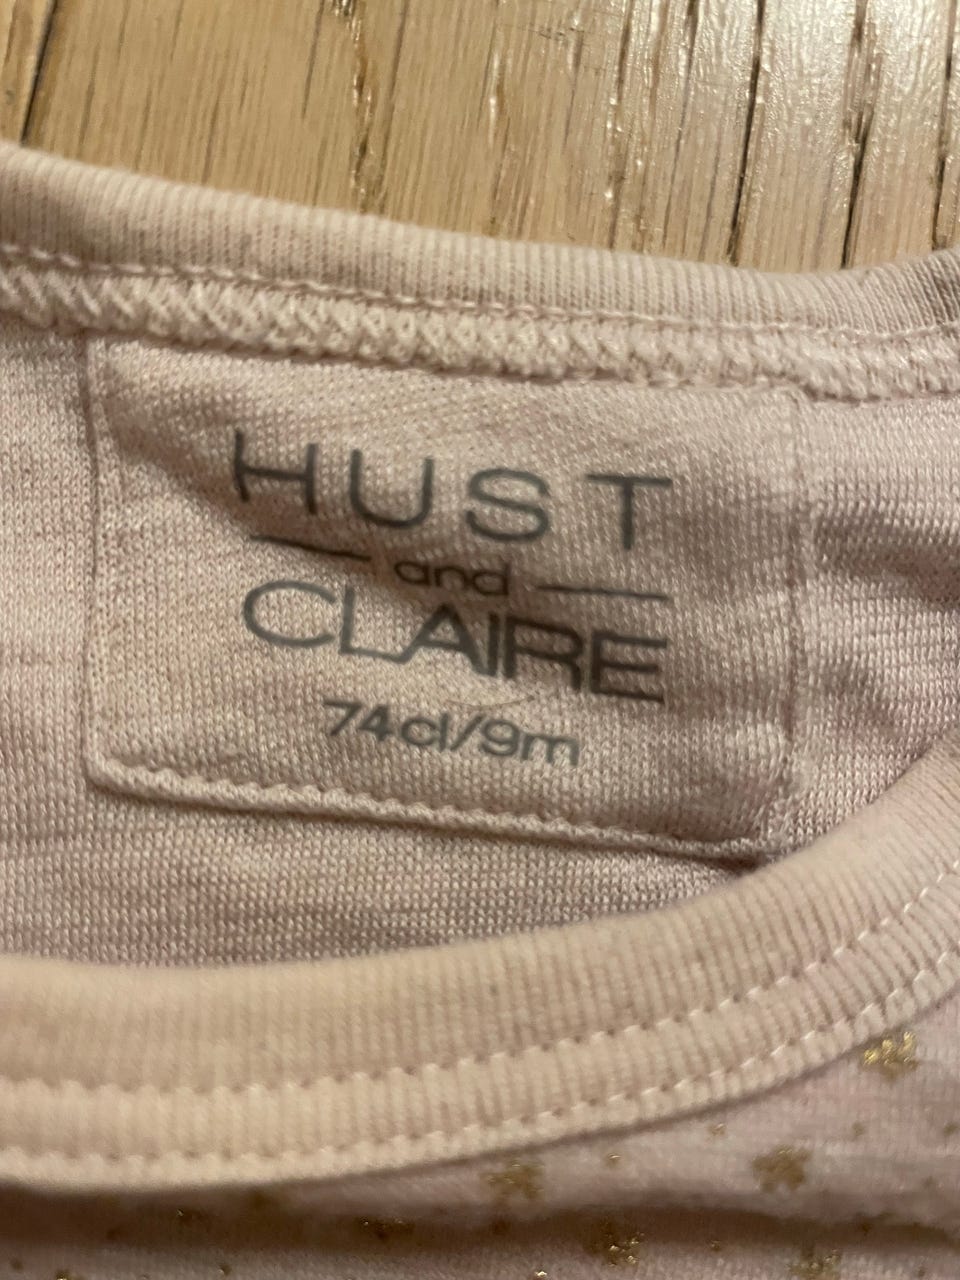 HUST
and
CLAIRE
74cl/9m